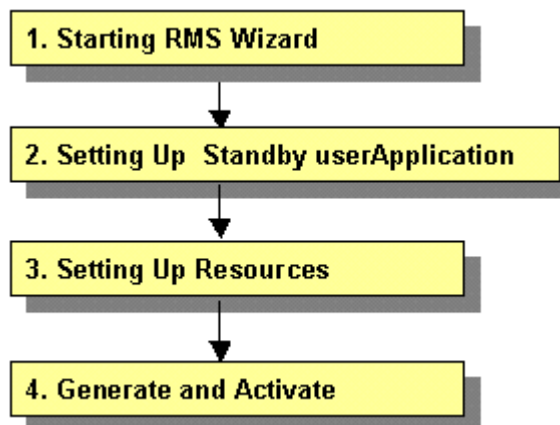 1. Starting RMS Wizard
2. Setting Up Standby userApplication
3. Setting Up Resources
4. Generate and Activate